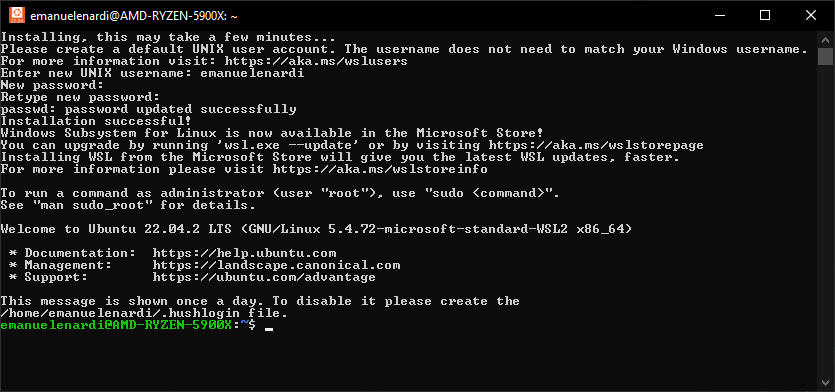 emanuelenardi@AMD-RYZEN-5900X: ~
Installing, this may take a few minutes...
Please create a default UNIX user account. The username does not need to match your Windows username.
For more information visit: https://aka.ms/wslusers
Enter new UNIX username: emanuelenardi
New password:
Retype new password:
passwd: password updated successfully
Installation successful!
Windows Subsystem for Linux is now available in the Microsoft Store!
You can upgrade by running 'wsl.exe --update' or by visiting https://aka.ms/wslstorepage
Installing WSL from the Microsoft Store will give you the latest WSL updates, faster.
For more information please visit https://aka.ms/wslstoreinfo
To run a command as administrator (user "root"), use "sudo <command>".
See "man sudo_root" for details.
Welcome to Ubuntu 22.04.2 LTS (GNU/Linux 5.4.72-microsoft-standard-WSL2 x86_64)
* Documentation:  https://help.ubuntu.com
* Management:     https://landscape.canonical.com
* Support:        https://ubuntu.com/advantage
This message is shown once a day. To disable it please create the
/home/emanuelenardi/.hushlogin file.
emanuelenardi@AMD-RYZEN-5900X:~$ _